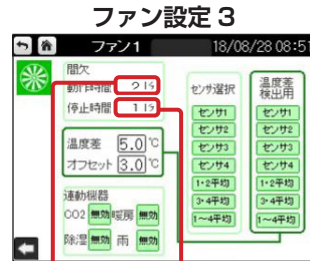 ファン設定 3
ファン1 18/08/28 08:51
間欠
動作時間 2 分
停止時間 1 分
温度差 5.0 ℃
オフセット 3.0 ℃
連動機器
CO2 無効 暖房 無効
除湿 無効 雨 無効
センサ選択
センサ1
センサ2
センサ3
センサ4
1・2平均
3・4平均
1～4平均
温度差
検出用
センサ1
センサ2
センサ3
センサ4
1・2平均
3・4平均
1～4平均